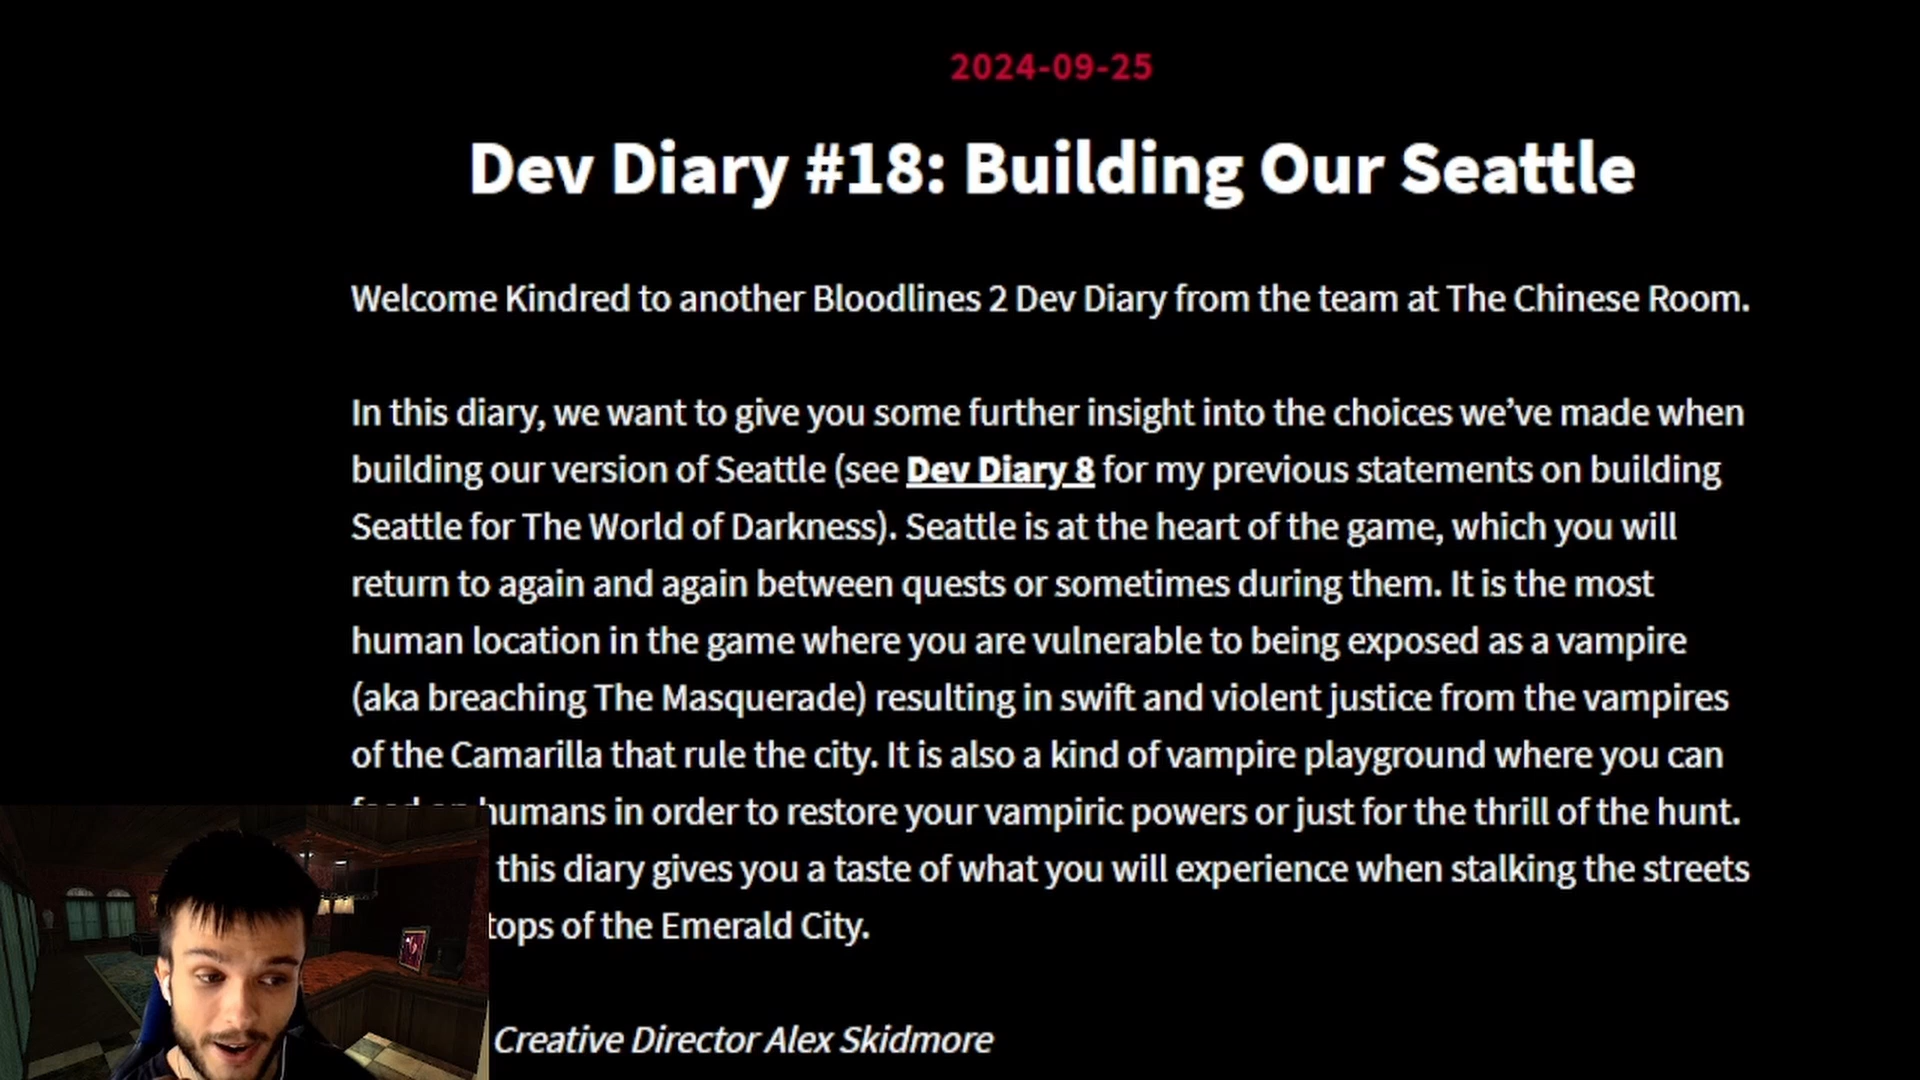 2024-09-25
Dev Diary #18: Building Our Seattle
Welcome Kindred to another Bloodlines 2 Dev Diary from the team at The Chinese Room.
In this diary, we want to give you some further insight into the choices we’ve made when
building our version of Seattle (see Dev Diary 8 for my previous statements on building
Seattle for The World of Darkness). Seattle is at the heart of the game, which you will
return to again and again between quests or sometimes during them. It is the most
human location in the game where you are vulnerable to being exposed as a vampire
(aka breaching The Masquerade) resulting in swift and violent justice from the vampires
of the Camarilla that rule the city. It is also a kind of vampire playground where you can
humans in order to restore your vampiric powers or just for the thrill of the hunt.
this diary gives you a taste of what you will experience when stalking the streets
tops of the Emerald City.
Creative Director Alex Skidmore